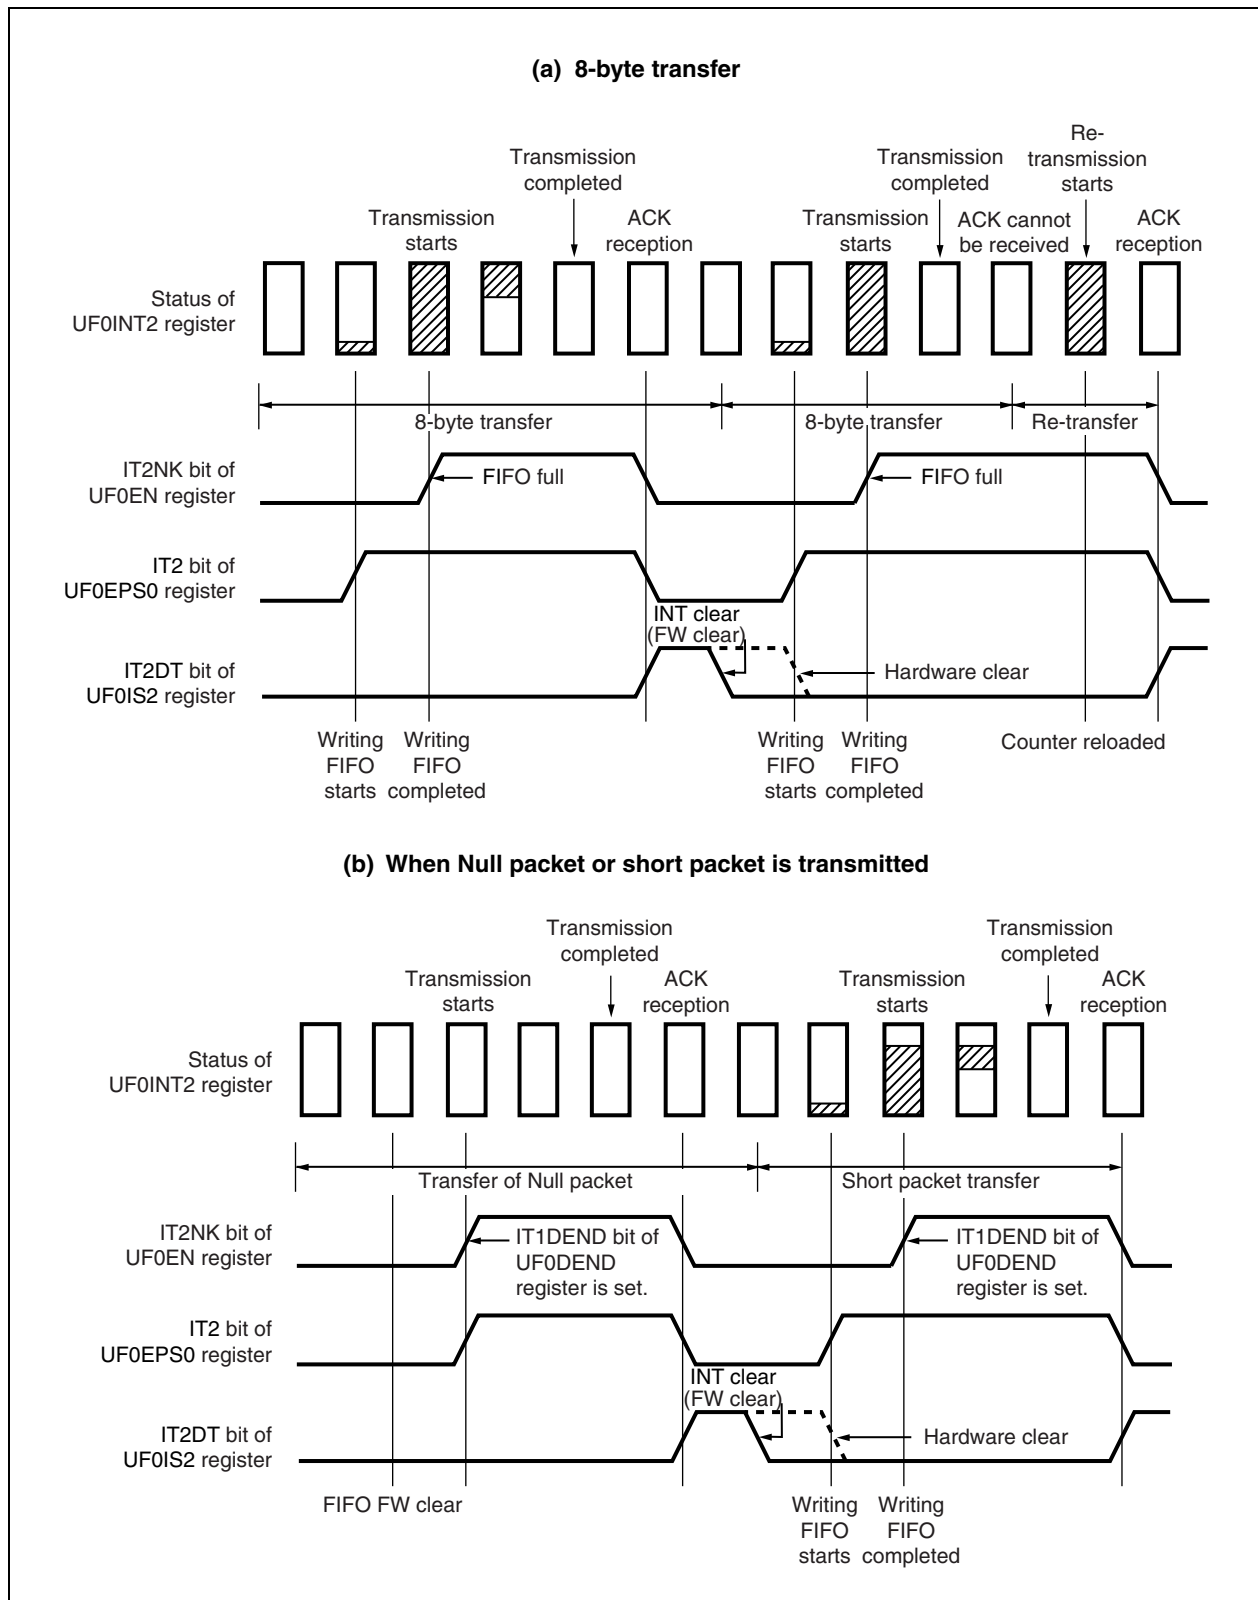 (a) 8-byte transfer
Re-
transmission
starts
Transmission
completed
Transmission
completed
Transmission
starts
ACK
reception
Transmission
starts
ACK cannot
be received
ACK
reception
Status of
UF0INT2 register
8-byte transfer
8-byte transfer
Re-transfer
IT2NK bit of
UF0EN register
FIFO full
FIFO full
IT2 bit of
UF0EPS0 register
INT clear
(FW clear)
IT2DT bit of
UF0IS2 register
Hardware clear
Writing
FIFO
starts
Writing
FIFO
completed
Writing
FIFO
starts
Writing
FIFO
completed
Counter reloaded
(b) When Null packet or short packet is transmitted
Transmission
completed
Transmission
completed
Transmission
starts
ACK
reception
Transmission
starts
ACK
reception
Status of
UF0INT2 register
Transfer of Null packet
Short packet transfer
IT2NK bit of
UF0EN register
IT1DEND bit of
UF0DEND
register is set.
IT1DEND bit of
UF0DEND
register is set.
IT2 bit of
UF0EPS0 register
INT clear
(FW clear)
IT2DT bit of
UF0IS2 register
Hardware clear
FIFO FW clear
Writing
FIFO
starts
Writing
FIFO
completed